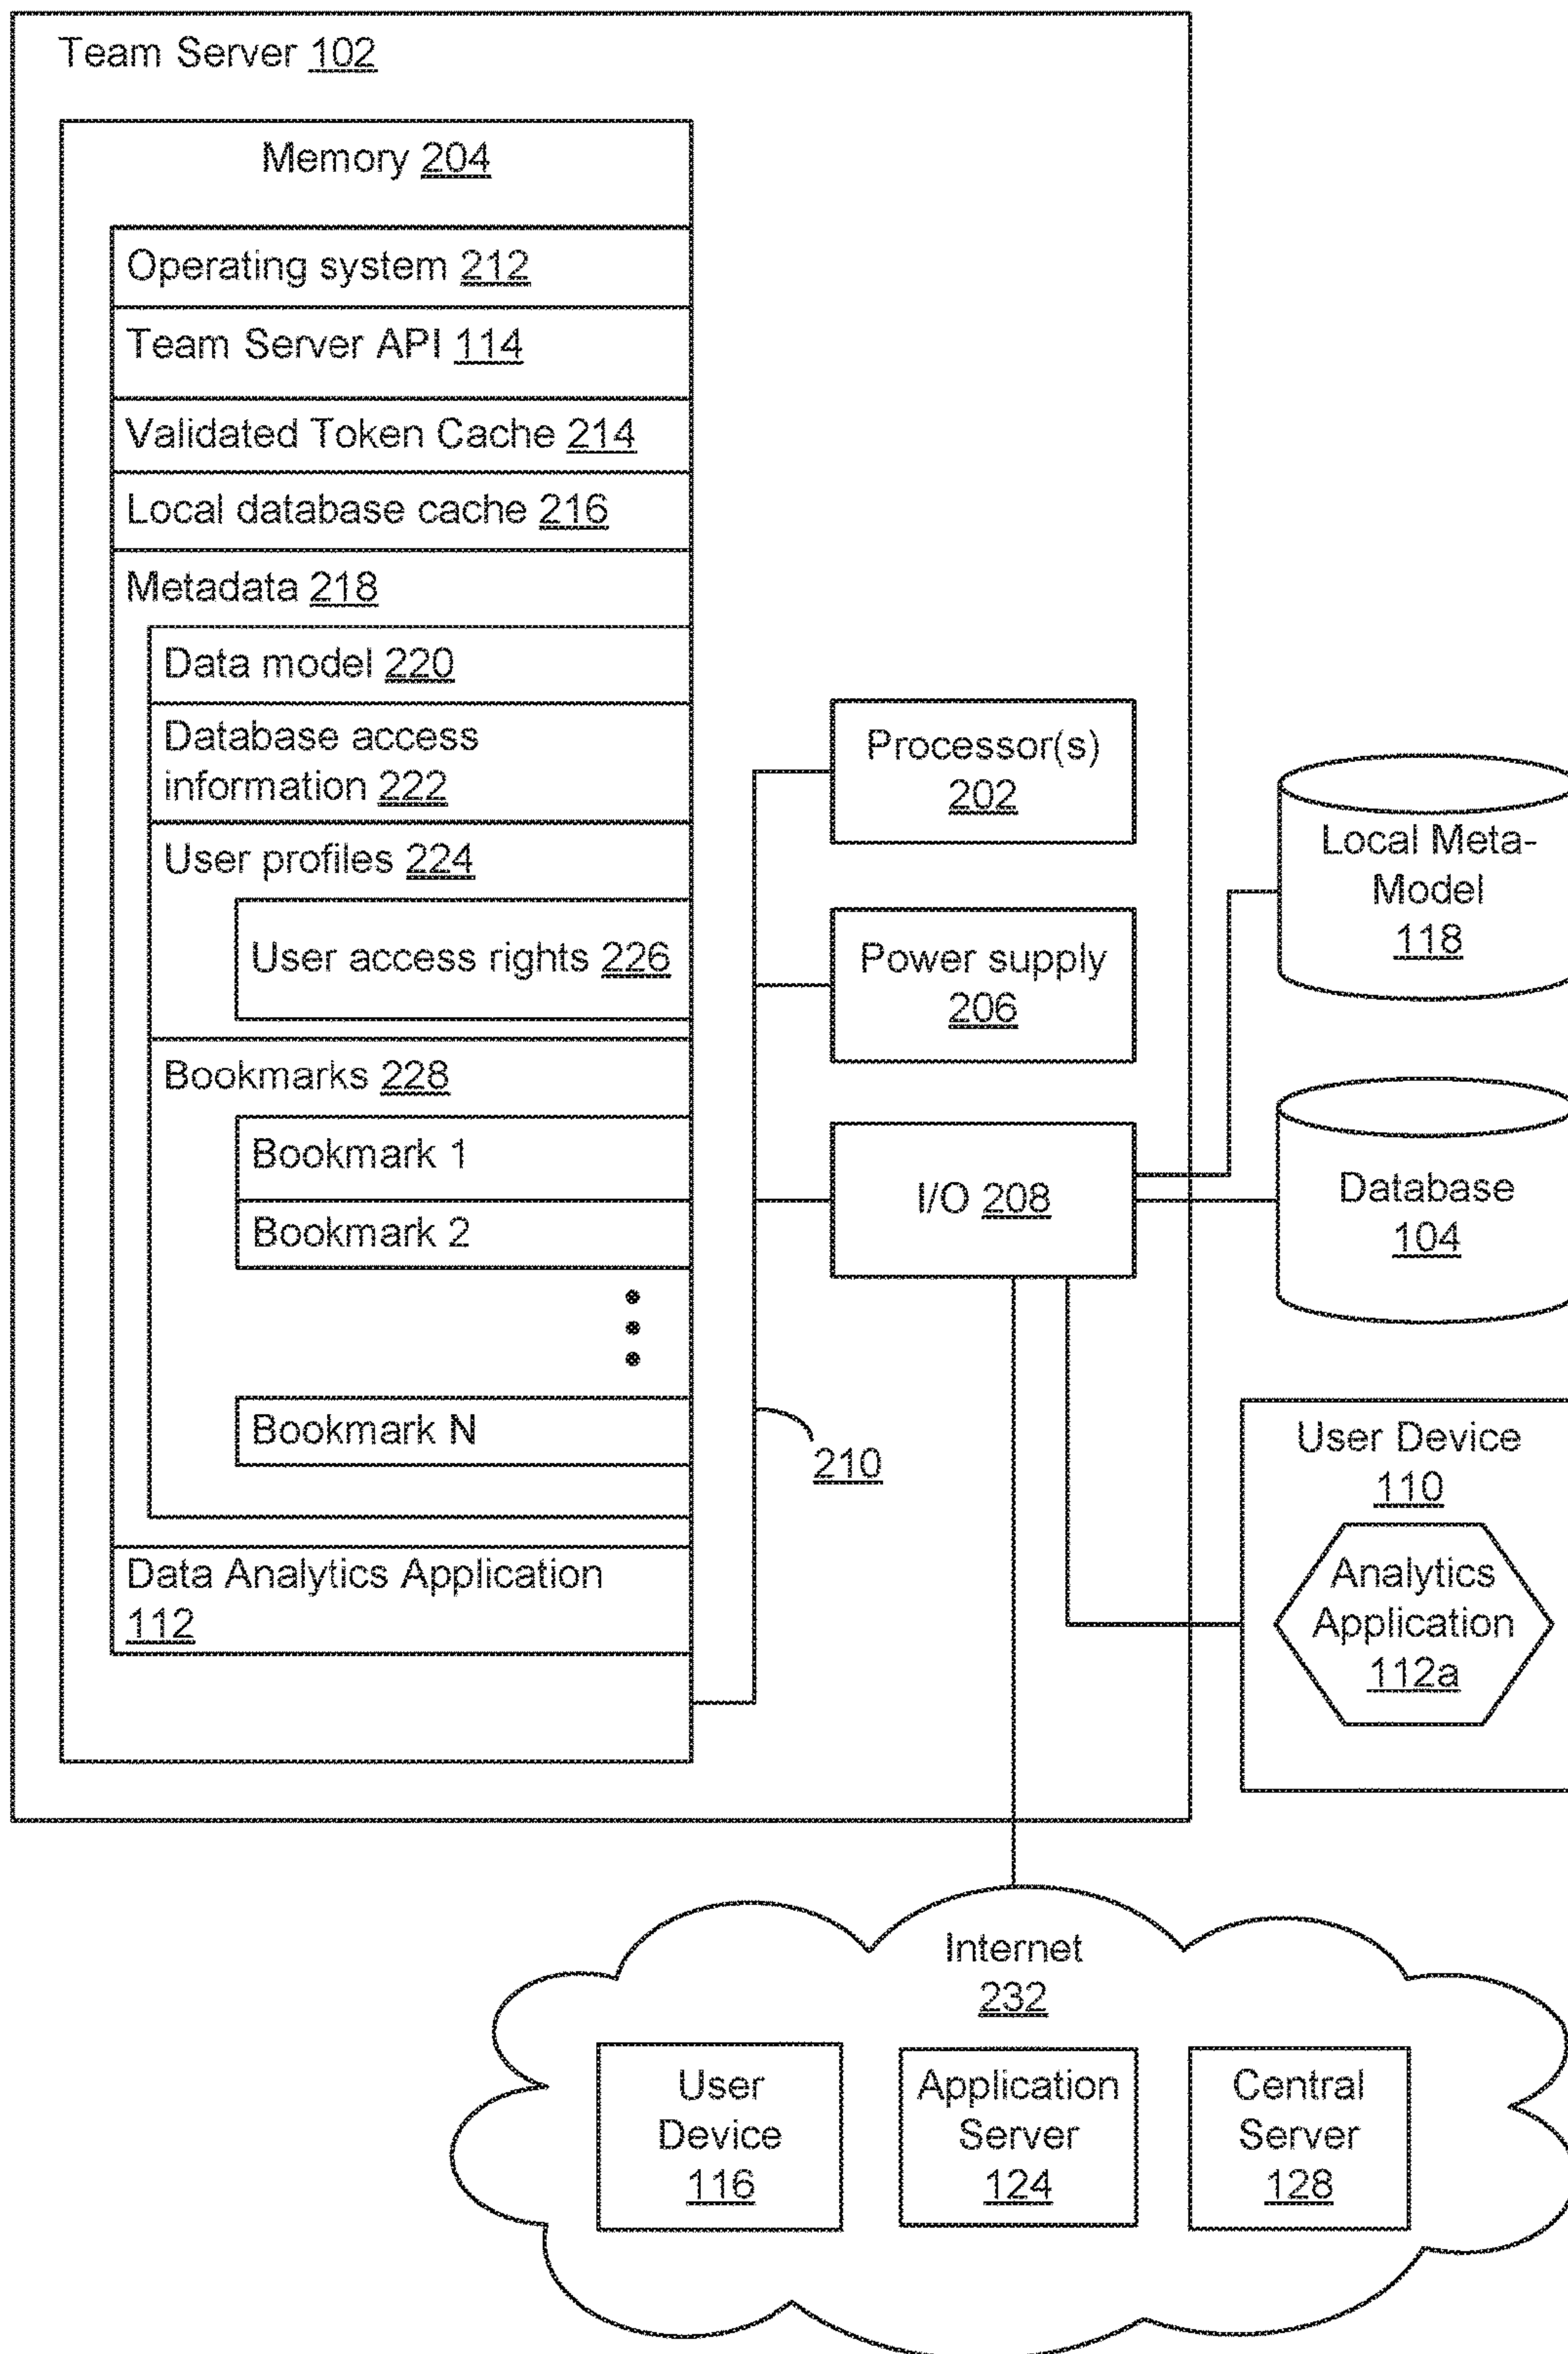 Team Server 102
Memory 204
Operating system 212
Team Server API 114
Validated Token Cache 214
Local database cache 216
Metadata 218
Data model 220
Database access
information 222
User profiles 224
User access rights 226
Bookmarks 228
Bookmark 1
Bookmark 2
Bookmark N
Data Analytics Application
112
Processor(s)
202
Power supply
206
I/O 208
210
Local Meta-
Model
118
Database
104
User Device
110
Analytics
Application
112a
Internet
232
User
Device
116
Application
Server
124
Central
Server
128